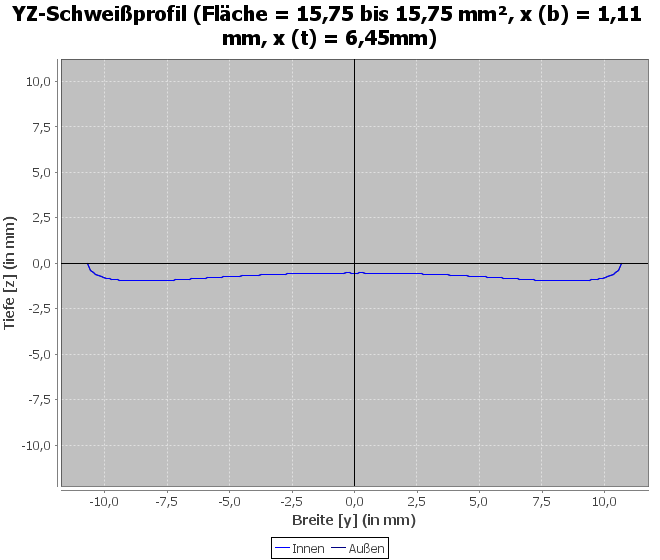 YZ-Schweißprofil (Fläche = 15,75 bis 15,75 mm², x (b) = 1,11
mm, x (t) = 6,45mm)
10,0
7,5
5,0
2,5
0,0
-2,5
-5,0
-7,5
-10,0
Tiefe [z] (in mm)
-10,0 -7,5 -5,0 -2,5 0,0 2,5 5,0 7,5 10,0
Breite [y] (in mm)
Innen Außen